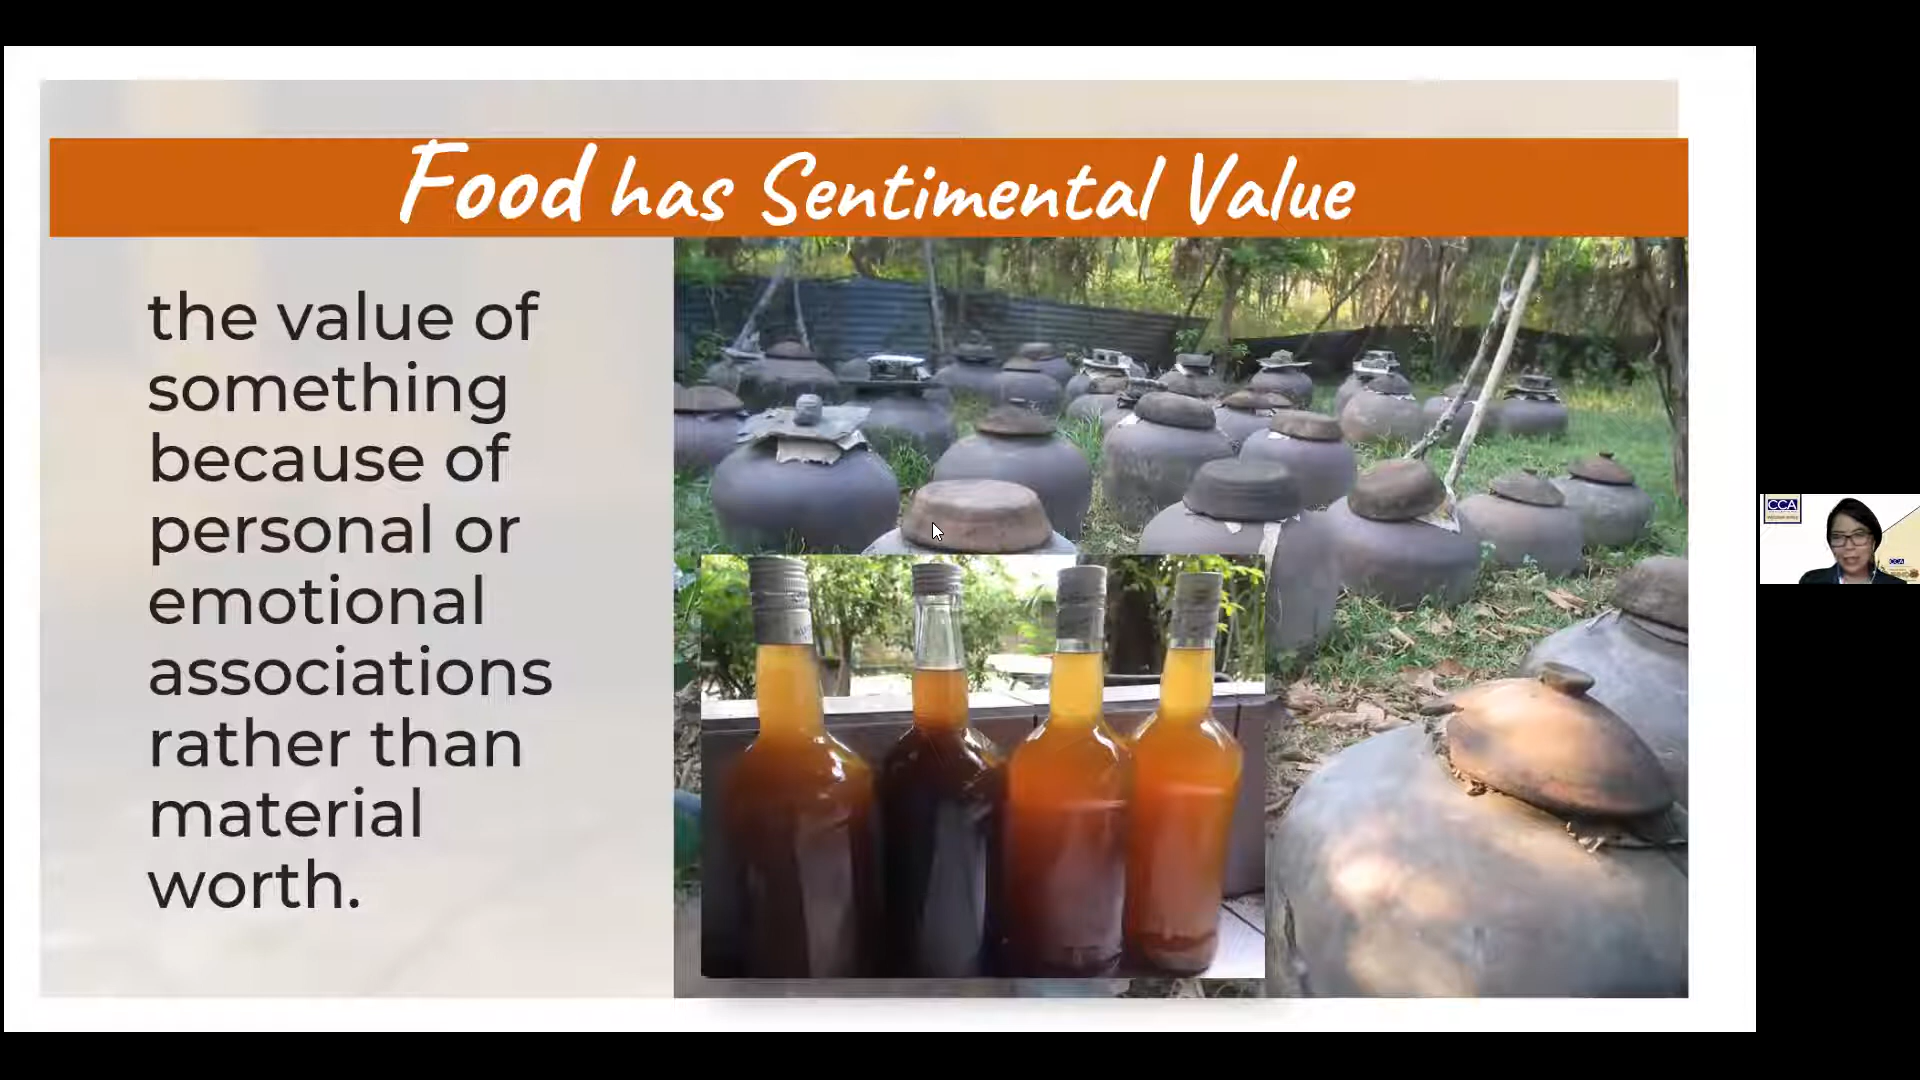 Food has Sentimental Value
the value of
something
because of
personal or
emotional
associations
rather than
material
worth.
CCA
CCA